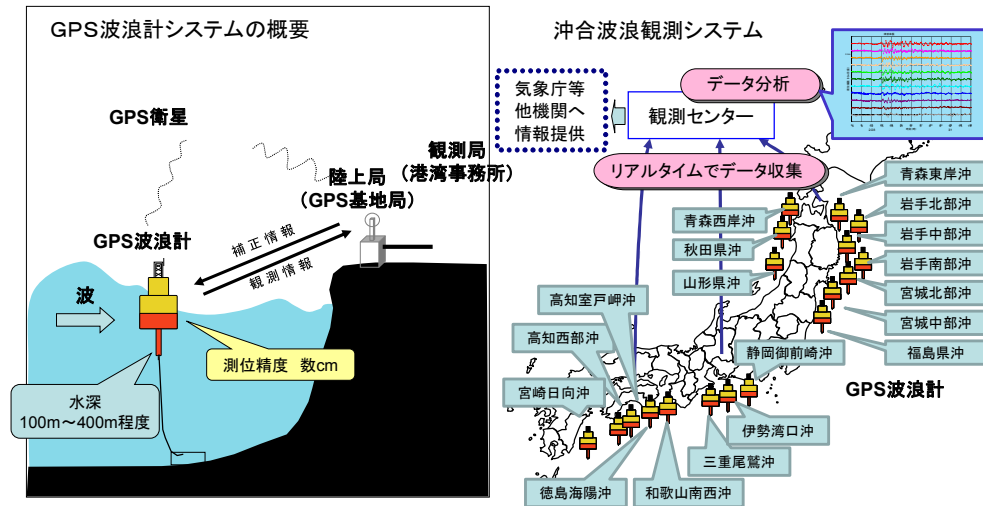 GPS波浪計システムの概要
GPS衛星
観測局
(港湾事務所)
陸上局
(GPS基地局)
GPS波浪計
補正情報
観測情報
波
測位精度 数cm
水深
100m～400m程度
沖合波浪観測システム
気象庁等
他機関へ
情報提供
データ分析
観測センター
リアルタイムでデータ収集
青森東岸沖
岩手北部沖
岩手中部沖
岩手南部沖
宮城北部沖
宮城中部沖
福島県沖
青森西岸沖
秋田県沖
山形県沖
高知室戸岬沖
高知西部沖
宮崎日向沖
静岡御前崎沖
GPS波浪計
伊勢湾口沖
三重尾鷲沖
和歌山南西沖
徳島海陽沖